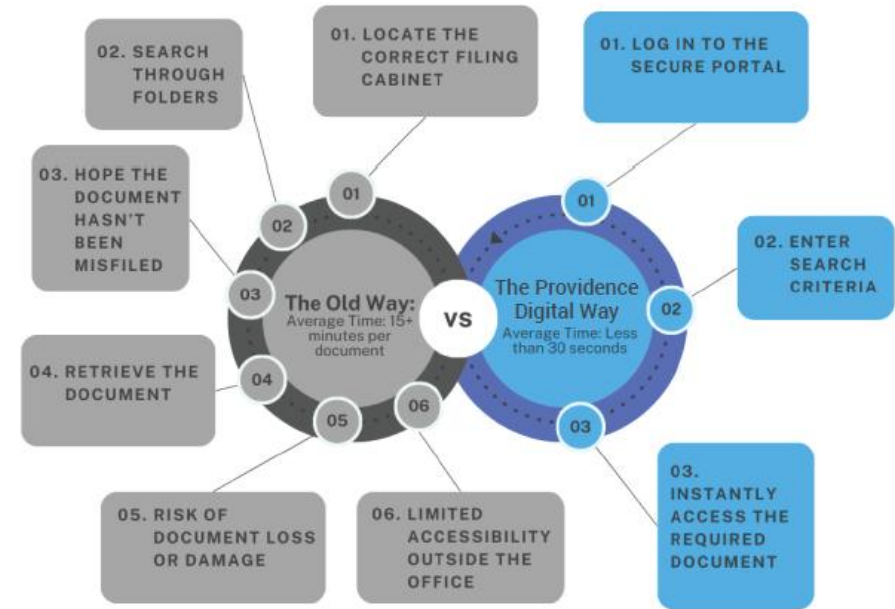 01. LOCATE THE
CORRECT FILING
CABINET
02. SEARCH
THROUGH
FOLDERS
03. HOPE THE
DOCUMENT
HASN'T
BEEN
MISFILED
04. RETRIEVE THE
DOCUMENT
05. RISK OF
DOCUMENT LOSS
OR DAMAGE
06. LIMITED
ACCESSIBILITY
OUTSIDE THE
OFFICE
01
02
03
04
05
06
The Old Way:
Average Time: 15+
minutes per
document
VS
The Providence
Digital Way
Average Time: Less
than 30 seconds
01
02
03
01. LOG IN TO THE
SECURE PORTAL
02. ENTER
SEARCH
CRITERIA
03.
INSTANTLY
ACCESS THE
REQUIRED
DOCUMENT